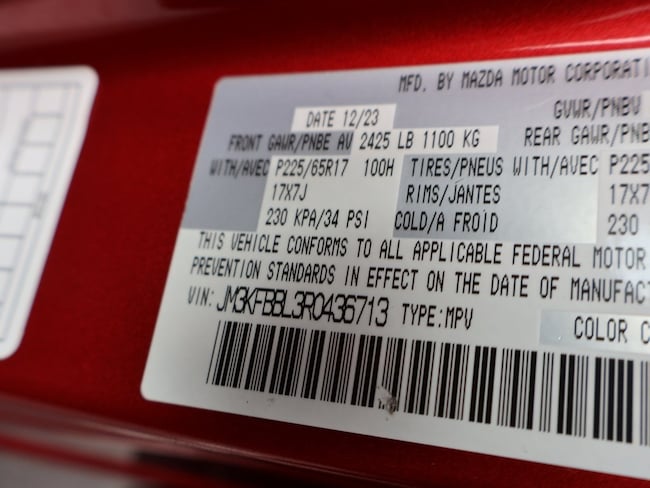 MFD. BY MAZDA MOTOR CORPORATI
DATE 12/23 GVWR/PNBV
FRONT GAWR/PNBE AV 2425 LB 1100 KG REAR GAWR/PNB
WITH/AVEC P225/65R17 100H TIRES/PNEUS WITH/AVEC P225
17X7J RIMS/JANTES 17X7
230 KPA/34 PSI COLD/A FROID 230
THIS VEHICLE CONFORMS TO ALL APPLICABLE FEDERAL MOTOR
PREVENTION STANDARDS IN EFFECT ON THE DATE OF MANUFACT
VIN: JM3KFBBL3R0436713 TYPE:MPV
COLOR C